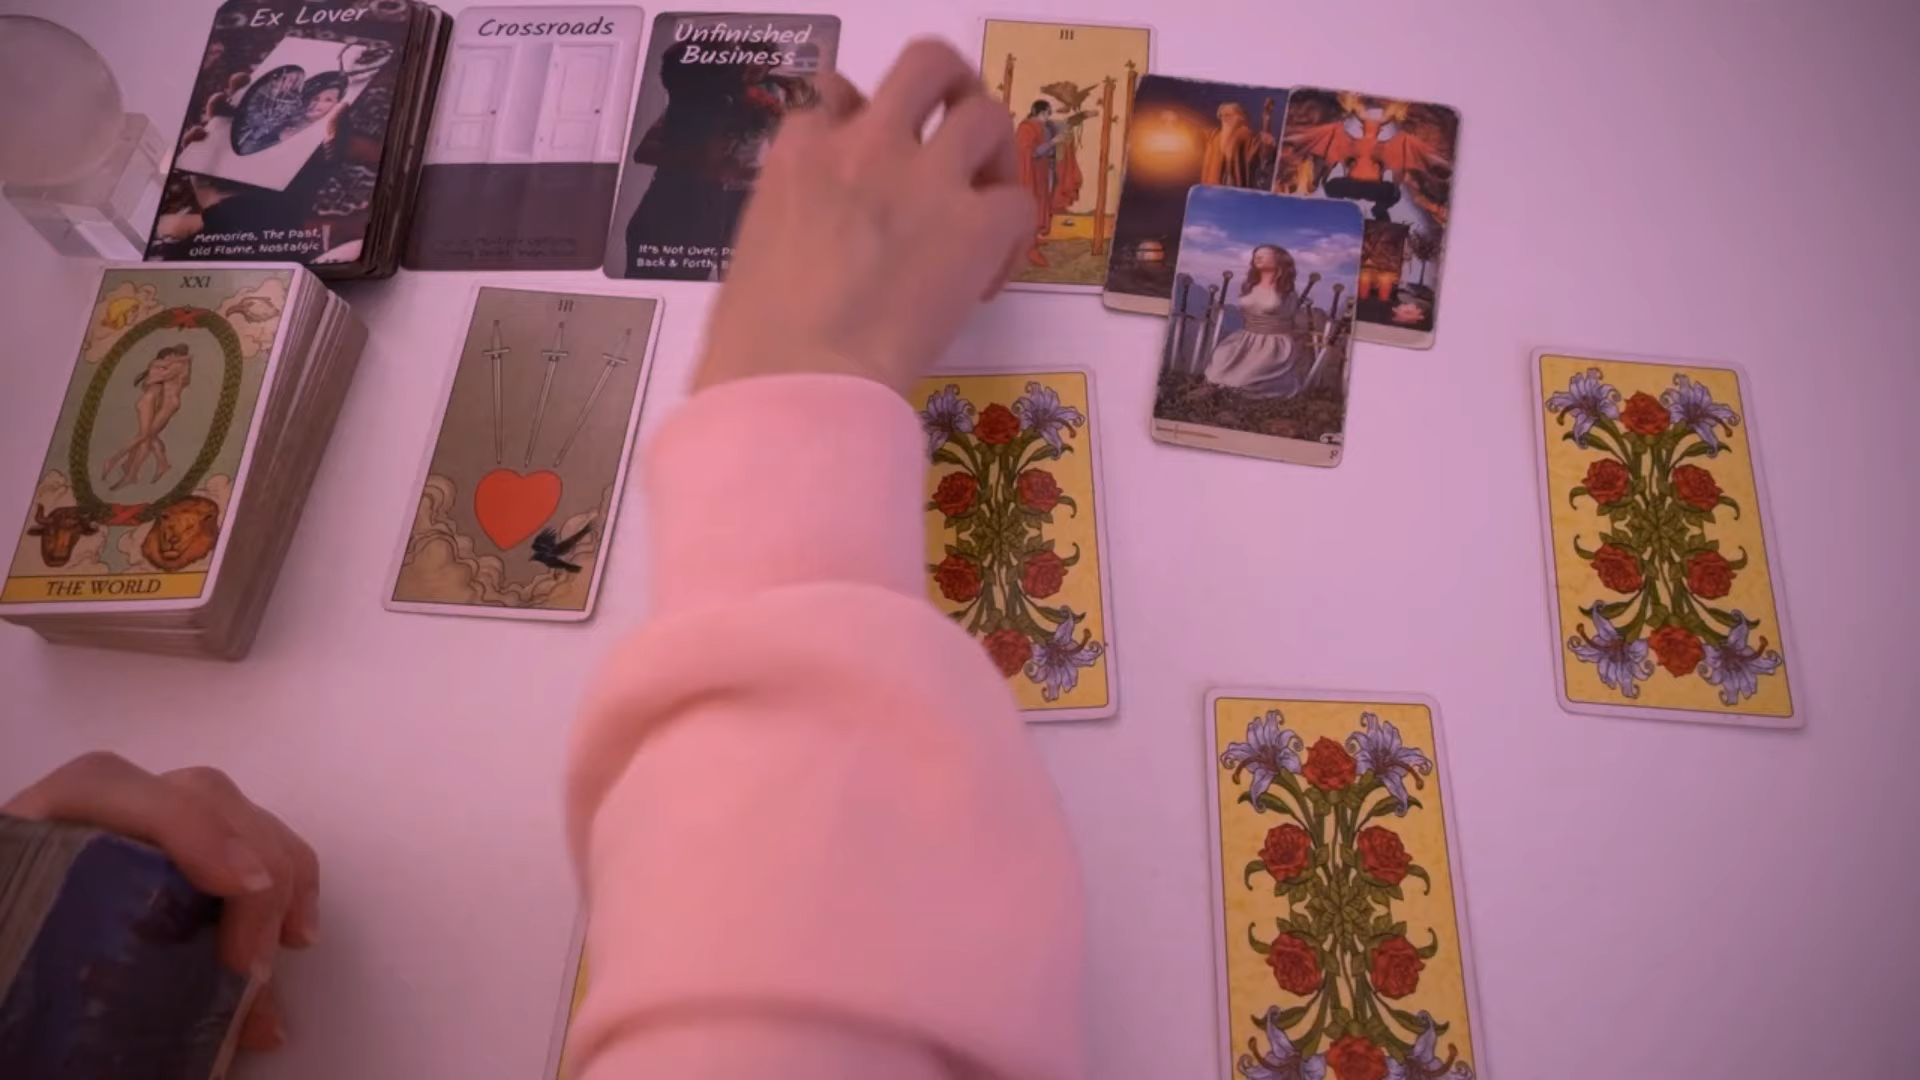 Ex Lover
Memories, The Past,
Old Flame, Nostalgic
Crossroads
Unfinished
Business
It's Not Over,
Back & Forth,
III
XXI
THE WORLD
III